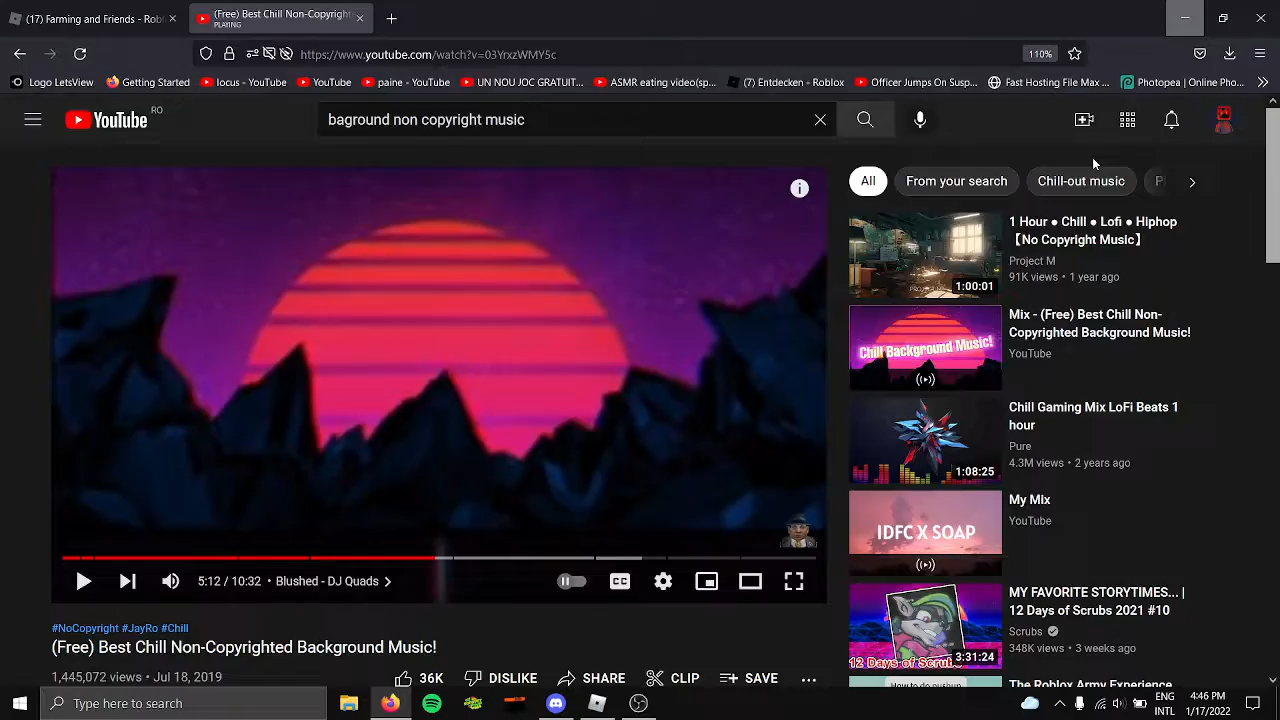 (17) Farming and Friends - Rob
(Free) Best Chill Non-Copyright
PLAYING
https://www.youtube.com/watch?v=03YpxzWMY5c
110%
Logo LetsView
Getting Started
locus - YouTube
YouTube
paine - YouTube
UN NOU JOC GRATUIT...
ASMR eating video(sp...
(7) Entdecken - Roblox
Officer Jumps On Susp...
Fast Hosting File Max ...
Photopea | Online Pho...
YouTube
RO
baground non copyright music
All
From your search
Chill-out music
P
1 Hour ● Chill ● Lofi ● Hiphop
【No Copyright Music】
Project M
91K views • 1 year ago
1:00:01
Mix - (Free) Best Chill Non-
Copyrighted Background Music!
YouTube
Chill Background Music!
Chill Gaming Mix LoFi Beats 1
hour
Pure
4.3M views • 2 years ago
1:08:25
My Mix
YouTube
IDFC X SOAP
MY FAVORITE STORYTIMES... |
12 Days of Scrubs 2021 #10
Scrubs
348K views • 3 weeks ago
12 Days of Scrubs
3:31:24
The Roblox Army Experience
5:12 / 10:32 • Blushed - DJ Quads
CC
#NoCopyright #JayRo #Chill
(Free) Best Chill Non-Copyrighted Background Music!
1,445,072 views • Jul 18, 2019
36K
DISLIKE
SHARE
CLIP
SAVE
Type here to search
ENG
INTL
4:46 PM
1/17/2022